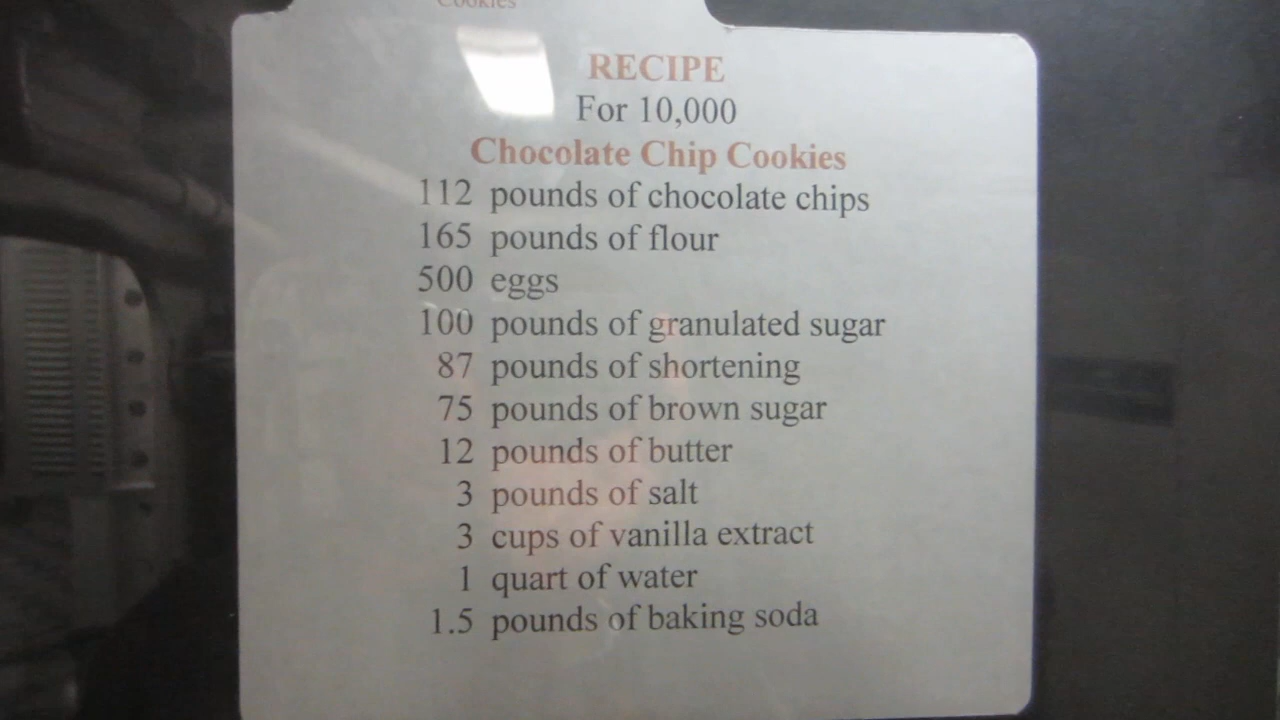 Cookies
RECIPE
For 10,000
Chocolate Chip Cookies
112 pounds of chocolate chips
165 pounds of flour
500 eggs
100 pounds of granulated sugar
87 pounds of shortening
75 pounds of brown sugar
12 pounds of butter
3 pounds of salt
3 cups of vanilla extract
1 quart of water
1.5 pounds of baking soda